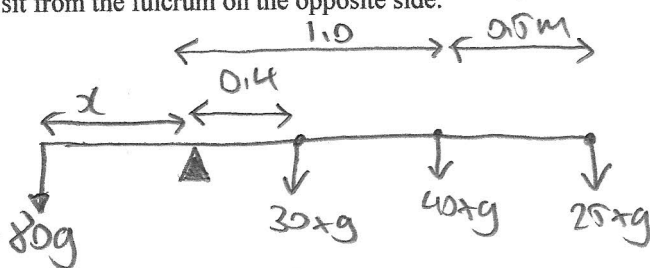 sit from the fulcrum on the opposite side.
1.0
0.5m
0.4
x
80g
30×g
40×g
25×g